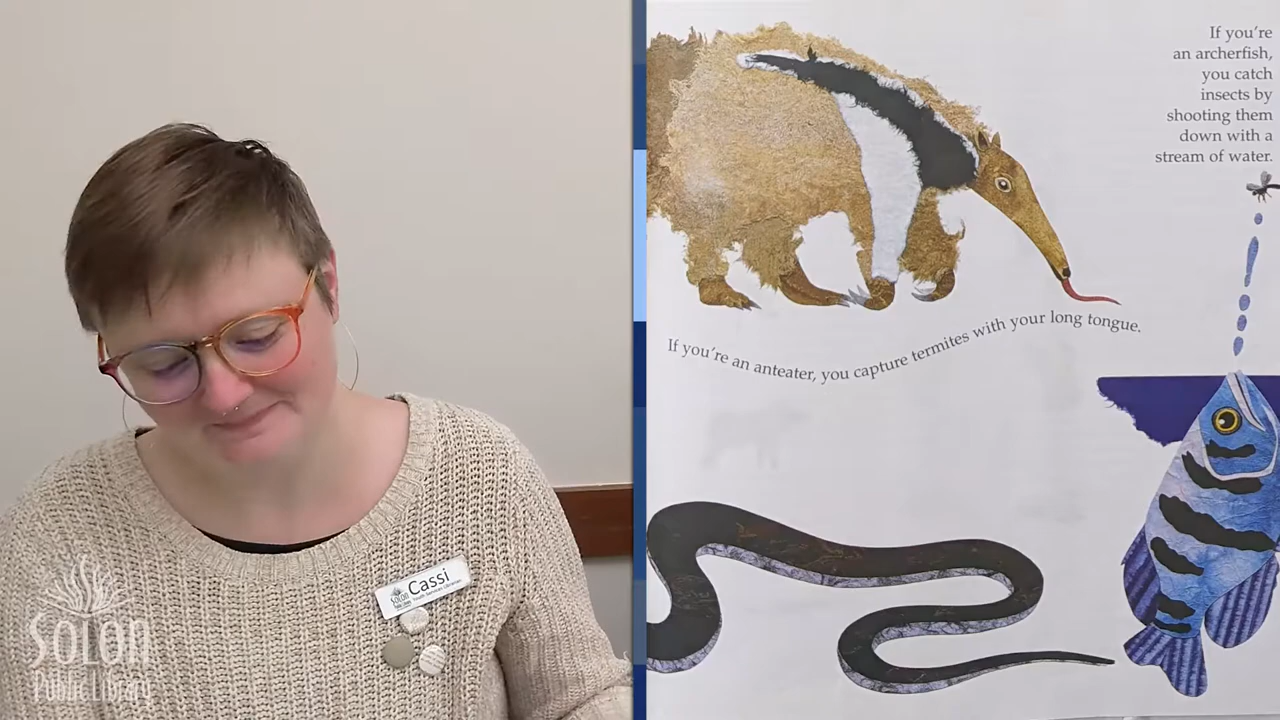 If you're
an archerfish,
you catch
insects by
shooting them
down with a
stream of water.
If you're an anteater, you capture termites with your long tongue.
Cassi
SOLON
Public Library